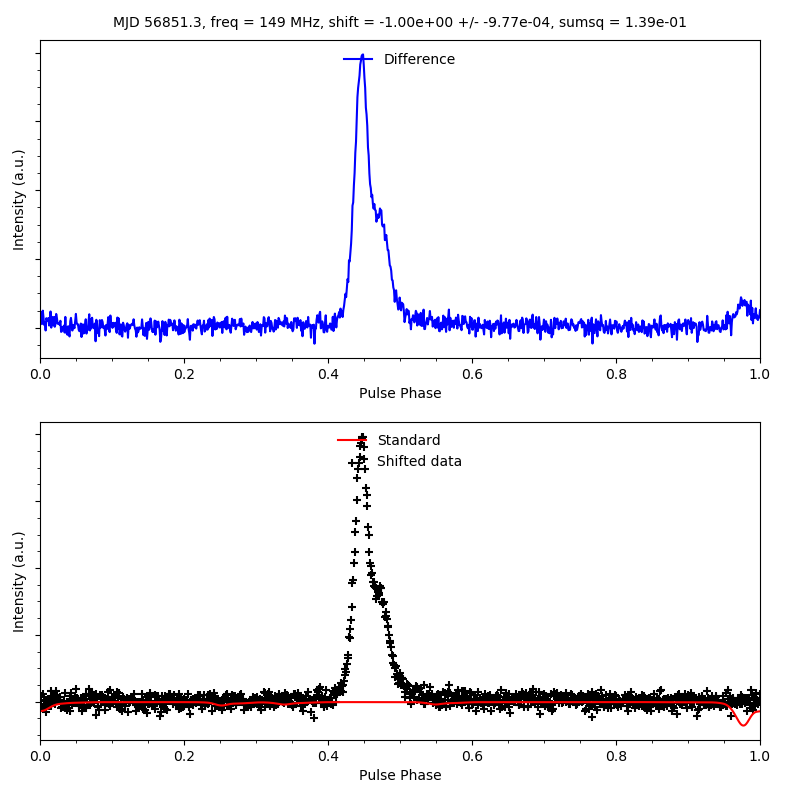 MJD 56851.3, freq = 149 MHz, shift = -1.00e+00 +/- -9.77e-04, sumsq = 1.39e-01
Difference
Intensity (a.u.)
0.0 0.2 0.4 0.6 0.8 1.0
Pulse Phase
Standard
Shifted data
Intensity (a.u.)
0.0 0.2 0.4 0.6 0.8 1.0
Pulse Phase